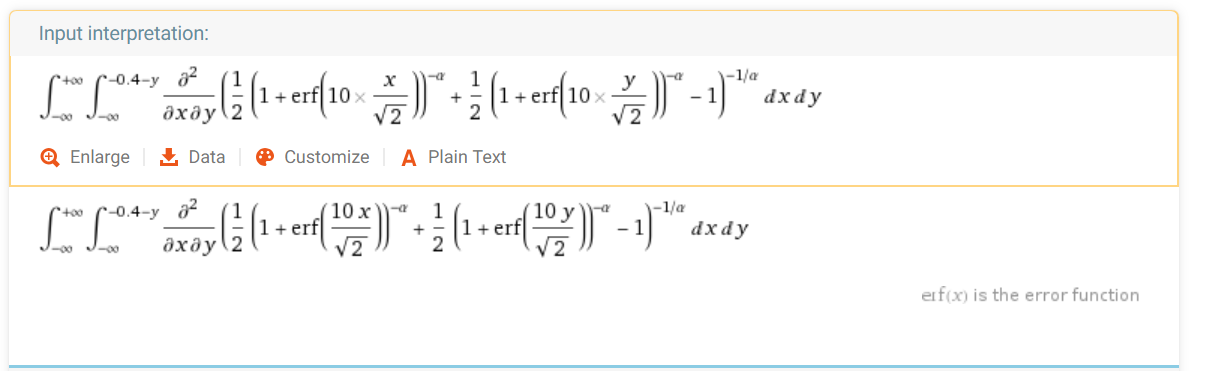 Input interpretation:
∫_{-∞}^{+∞} ∫_{-∞}^{-0.4-y} ∂²/∂x∂y (1/2 (1 + erf(10 × x/√2))^{-α} + 1/2 (1 + erf(10 × y/√2))^{-α} - 1)^{-1/α} dx dy
Enlarge Data Customize A Plain Text
∫_{-∞}^{+∞} ∫_{-∞}^{-0.4-y} ∂²/∂x∂y (1/2 (1 + erf(10 x/√2))^{-α} + 1/2 (1 + erf(10 y/√2))^{-α} - 1)^{-1/α} dx dy
erf(x) is the error function